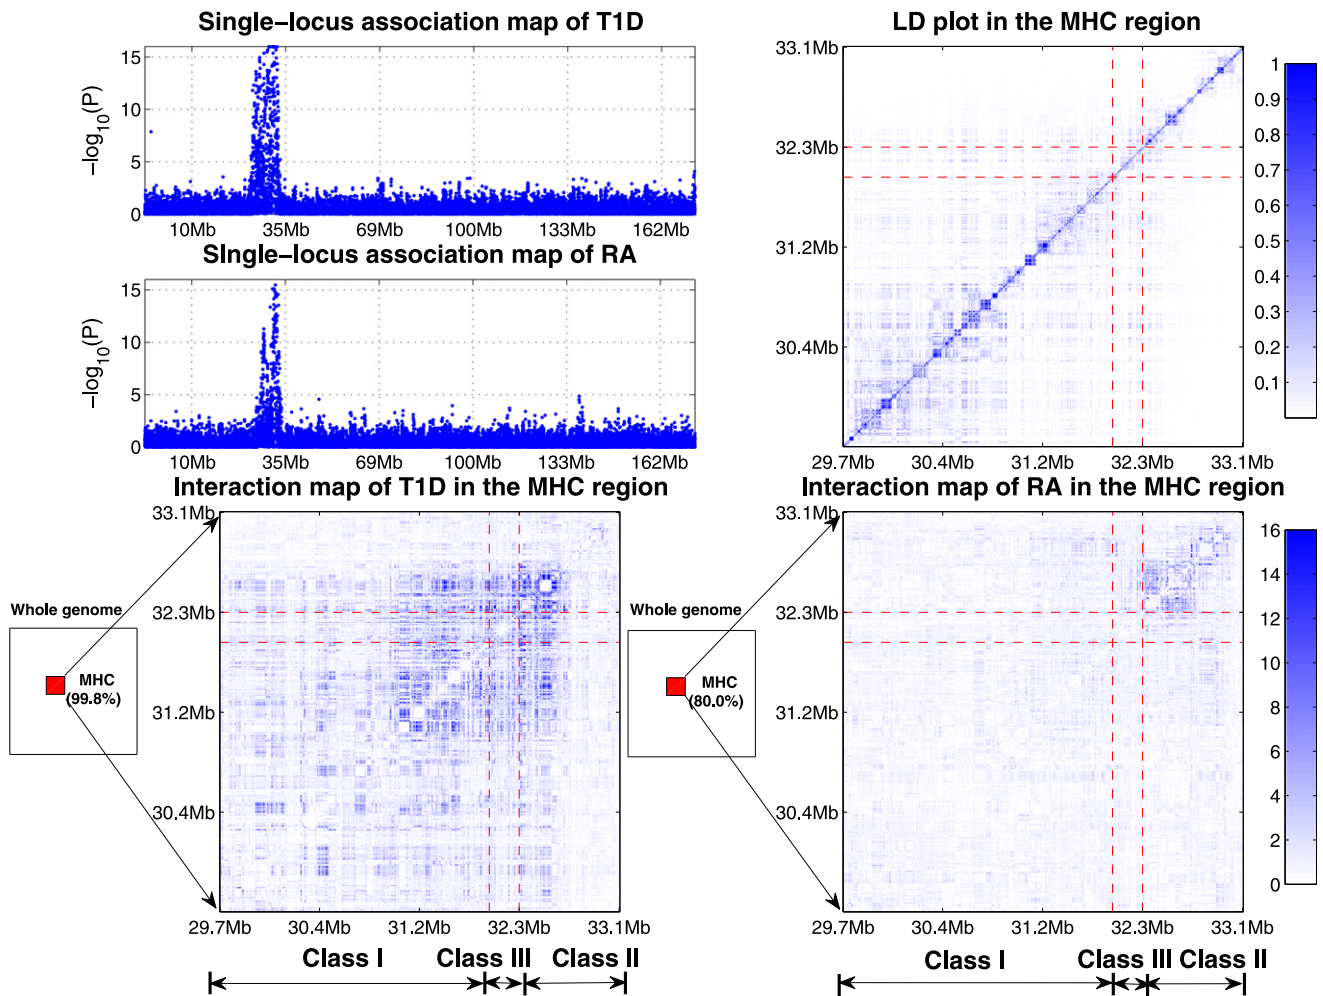 Single-locus association map of T1D
−log10(P)
15
10
5
0
10Mb 35Mb 69Mb 100Mb 133Mb 162Mb
SIngle-locus association map of RA
−log10(P)
15
10
5
0
10Mb 35Mb 69Mb 100Mb 133Mb 162Mb
LD plot in the MHC region
33.1Mb
32.3Mb
31.2Mb
30.4Mb
29.7Mb 30.4Mb 31.2Mb 32.3Mb 33.1Mb
1
0.9
0.8
0.7
0.6
0.5
0.4
0.3
0.2
0.1
Interaction map of T1D in the MHC region
33.1Mb
32.3Mb
31.2Mb
30.4Mb
29.7Mb 30.4Mb 31.2Mb 32.3Mb 33.1Mb
Whole genome
MHC
(99.8%)
Class I Class III Class II
Interaction map of RA in the MHC region
33.1Mb
32.3Mb
31.2Mb
30.4Mb
29.7Mb 30.4Mb 31.2Mb 32.3Mb 33.1Mb
Whole genome
MHC
(80.0%)
16
14
12
10
8
6
4
2
0
Class I Class III Class II